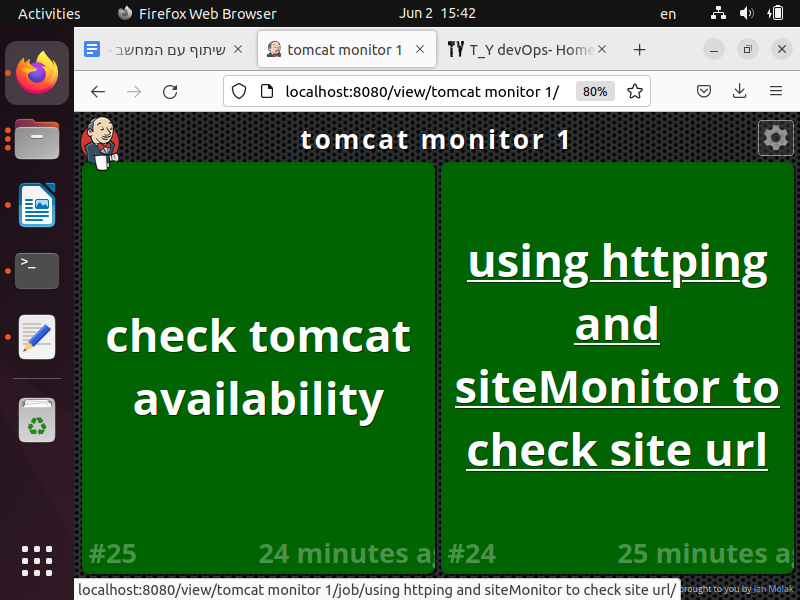 Activities
Firefox Web Browser
Jun 2 15:42
en
שיתוף עם המחשב -
tomcat monitor 1
T_Y devOps- Home
localhost:8080/view/tomcat monitor 1/
80%
tomcat monitor 1
check tomcat
availability
#25
24 minutes a
using httping
and
siteMonitor to
check site url
#24
25 minutes a
localhost:8080/view/tomcat monitor 1/job/using httping and siteMonitor to check site url/
brought to you by Jan Molak